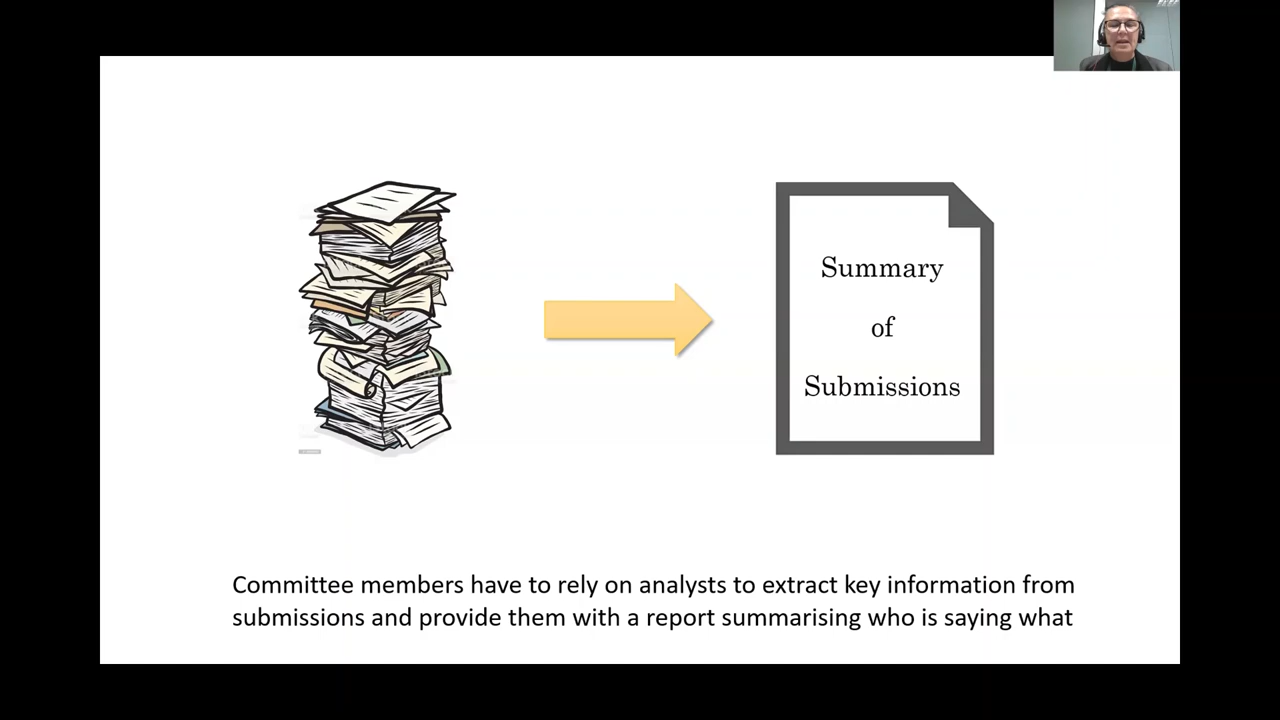 Summary
of
Submissions
Committee members have to rely on analysts to extract key information from
submissions and provide them with a report summarising who is saying what